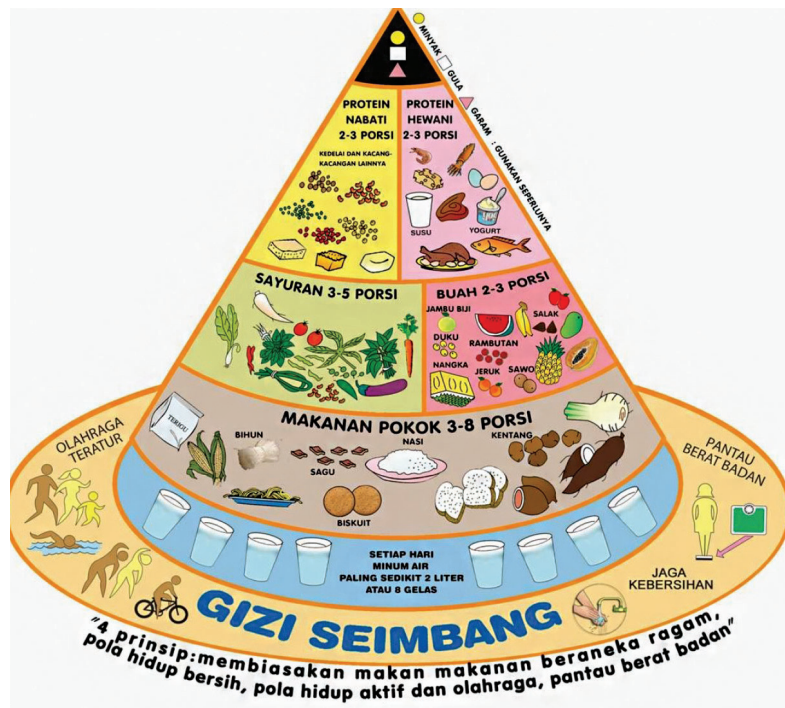 MINYAK GULA GARAM : GUNAKAN SEPERLUNYA
PROTEIN
NABATI
2-3 PORSI
KEDELAI DAN KACANG-
KACANGAN LAINNYA
PROTEIN
HEWANI
2-3 PORSI
SUSU
YOGURT
SAYURAN 3-5 PORSI
BUAH 2-3 PORSI
JAMBU BIJI
SALAK
DUKU
RAMBUTAN
NANGKA
JERUK
SAWO
MAKANAN POKOK 3-8 PORSI
TERIGU
BIHUN
SAGU
NASI
KENTANG
BISKUIT
OLAHRAGA
TERATUR
PANTAU
BERAT BADAN
SETIAP HARI
MINUM AIR
PALING SEDIKIT 2 LITER
ATAU 8 GELAS
JAGA
KEBERSIHAN
GIZI SEIMBANG
"4 prinsip:membiasakan makan makanan beraneka ragam,
pola hidup bersih, pola hidup aktif dan olahraga, pantau berat badan"